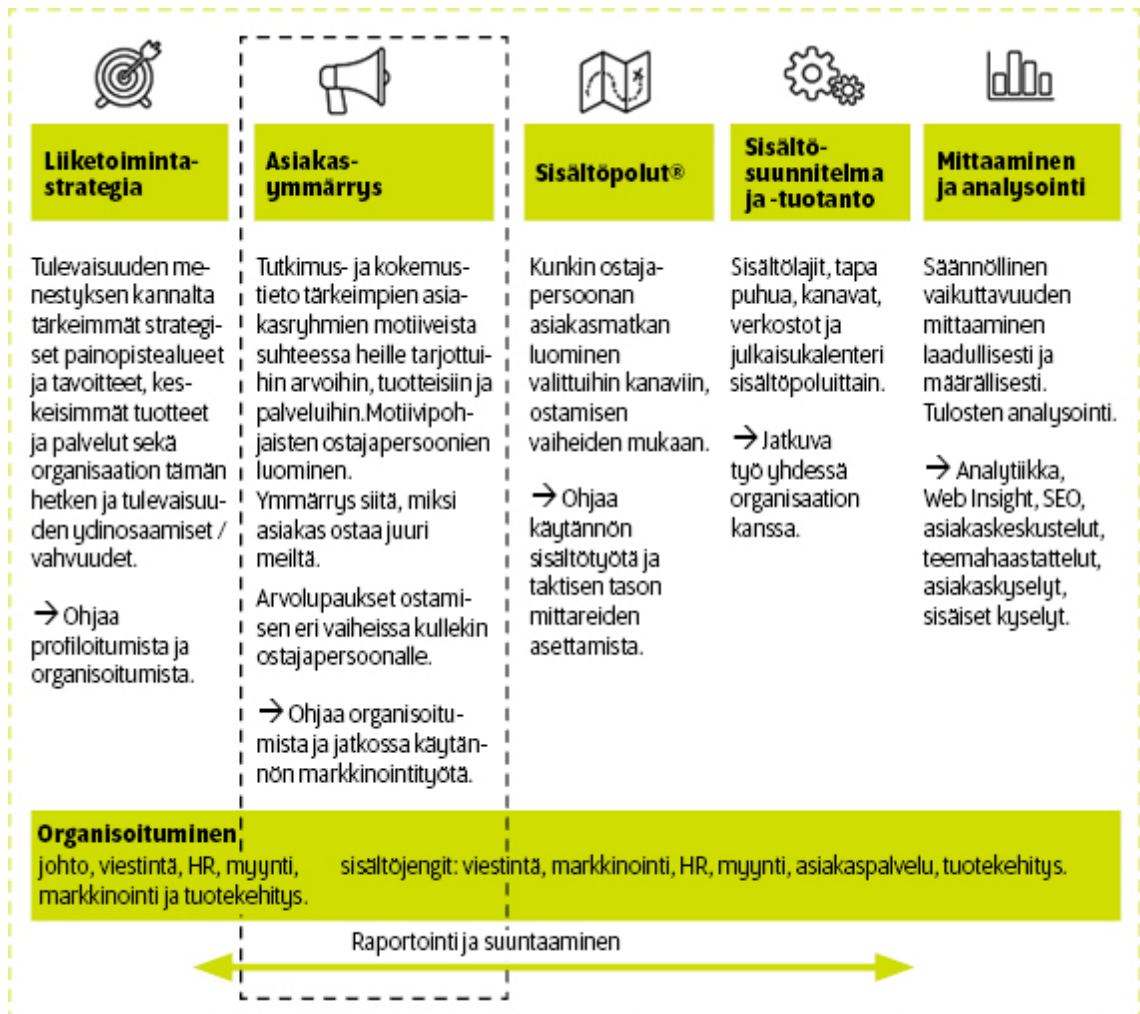 Liiketoiminta-
strategia
Tulevaisuuden me-
nestyksen kannalta
tärkeimmät strategi-
set painopistealueet
ja tavoitteet, kes-
keisimmät tuotteet
ja palvelut sekä
organisaation tämän
hetken ja tulevaisuu-
den ydinosaamiset /
vahvuudet.
→ Ohjaa
profiloitumista ja
organisoitumista.
Asiakas-
ymmärrys
Tutkimus- ja kokemus-
tieto tärkeimpien asia-
kasryhmien motiiveista
suhteessa heille tarjottui-
hin arvoihin, tuotteisiin ja
palveluihin.Motiivipoh-
jaisten ostajapersoonien
luominen.
Ymmärrys siitä, miksi
asiakas ostaa juuri
meiltä.
Arvolupaukset ostami-
sen eri vaiheissa kullekin
ostajapersoonalle.
→ Ohjaa organisoitu-
mista ja jatkossa käytän-
nön markkinointityötä.
Sisältöpolut®
Kunkin ostaja-
persoonan
asiakasmatkan
luominen
valittuihin kanaviin,
ostamisen
vaiheiden mukaan.
→ Ohjaa
käytännön
sisältötyötä ja
taktisen tason
mittareiden
asettamista.
Sisältö-
suunnitelma
ja -tuotanto
Sisältölajit, tapa
puhua, kanavat,
verkostot ja
julkaisukalenteri
sisältöpoluittain.
→ Jatkuva
työ yhdessä
organisaation
kanssa.
Mittaaminen
ja analysointi
Säännöllinen
vaikuttavuuden
mittaaminen
laadullisesti ja
määrällisesti.
Tulosten analysointi.
→ Analytiikka,
Web Insight, SEO,
asiakaskeskustelut,
teemahaastattelut,
asiakaskyselyt,
sisäiset kyselyt.
Organisoituminen
johto, viestintä, HR, myynti,
markkinointi ja tuotekehitys.
sisältöjengit: viestintä, markkinointi, HR, myynti, asiakaspalvelu, tuotekehitys.
Raportointi ja suuntaaminen